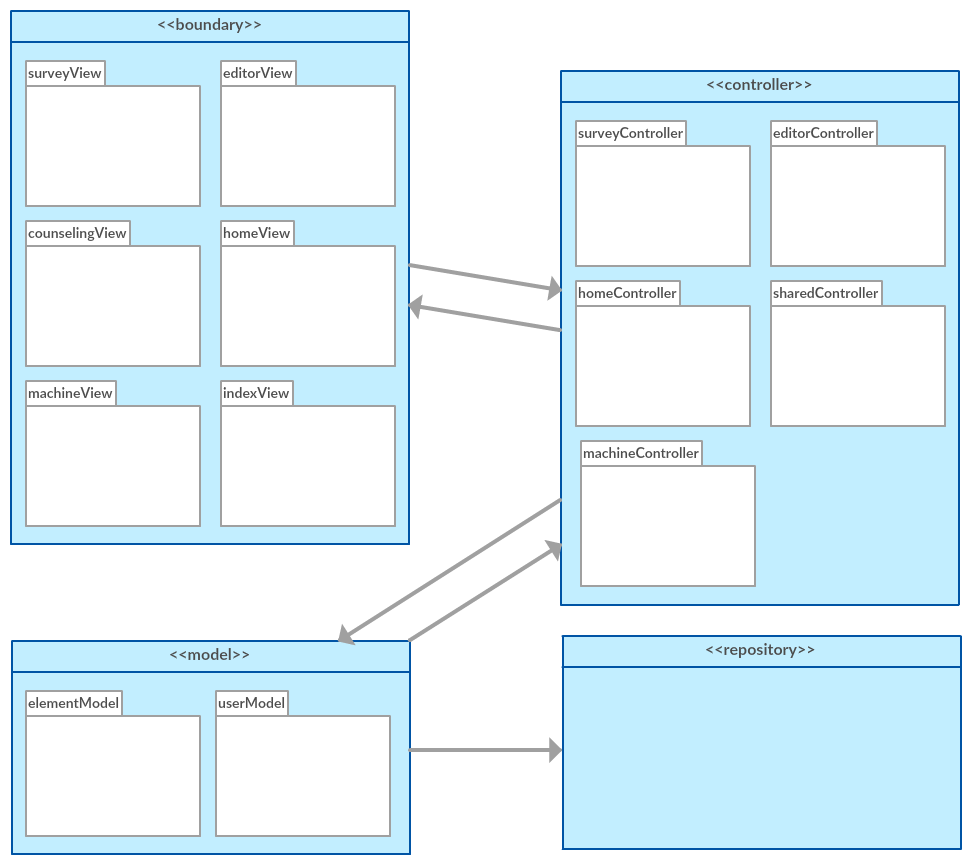 <<boundary>>
surveyView
editorView
counselingView
homeView
machineView
indexView
<<controller>>
surveyController
editorController
homeController
sharedController
machineController
<<model>>
elementModel
userModel
<<repository>>